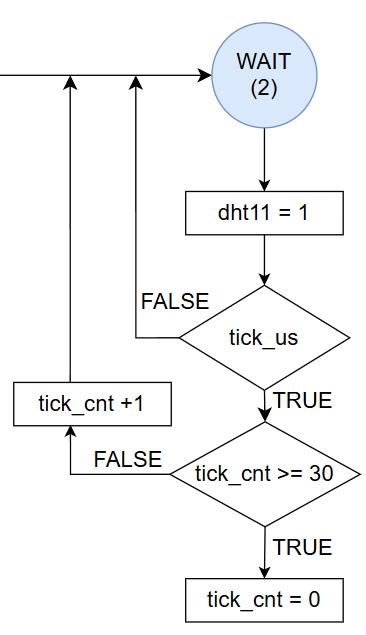 WAIT
(2)
dht11 = 1
FALSE
tick_us
TRUE
tick_cnt +1
FALSE
tick_cnt >= 30
TRUE
tick_cnt = 0